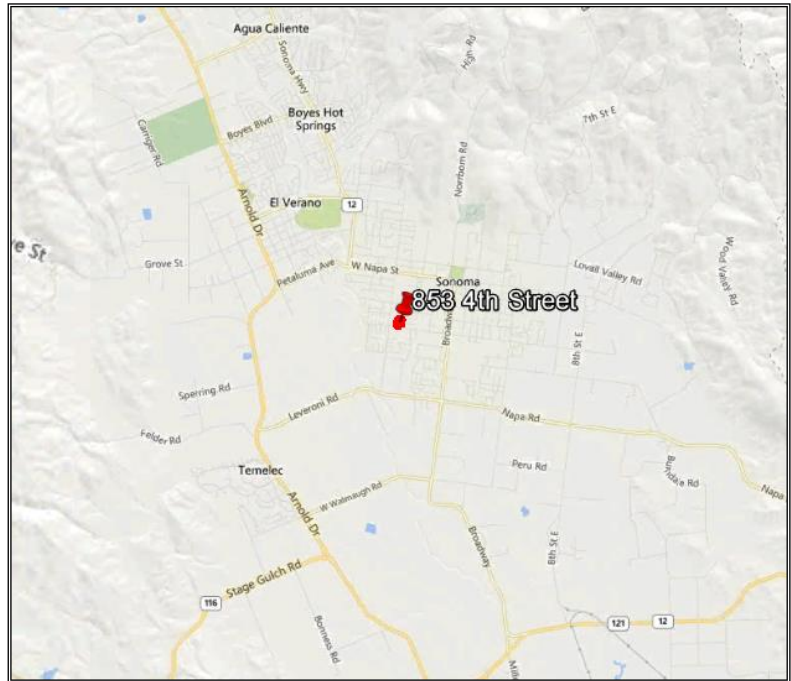 Agua Caliente
Sonoma Hwy
High Rd
7th St E
Boyes Hot
Springs
Boyes Blvd
Carriger Rd
Norrbom Rd
El Verano
12
Arnold Dr
e St
Grove St
Petaluma Ave
W Napa St
Sonoma
Lovall Valley Rd
Wood Valley Rd
853 4th Street
Broadway
8th St E
Sperring Rd
Leveroni Rd
Napa Rd
Felder Rd
Temelec
Peru Rd
Napa
W Watmaugh Rd
Arnold Dr
Broadway
8th St E
Stage Gulch Rd
116
Bonness Rd
121
12